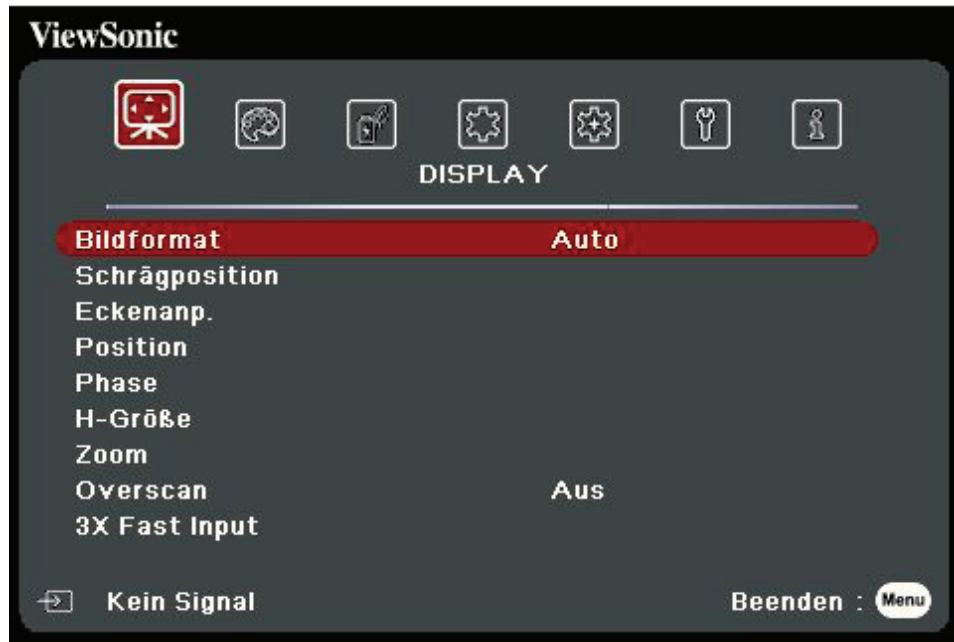 ViewSonic
DISPLAY
Bildformat Auto
Schrägposition
Eckenanp.
Position
Phase
H-Größe
Zoom
Overscan Aus
3X Fast Input
Kein Signal Beenden : Menu